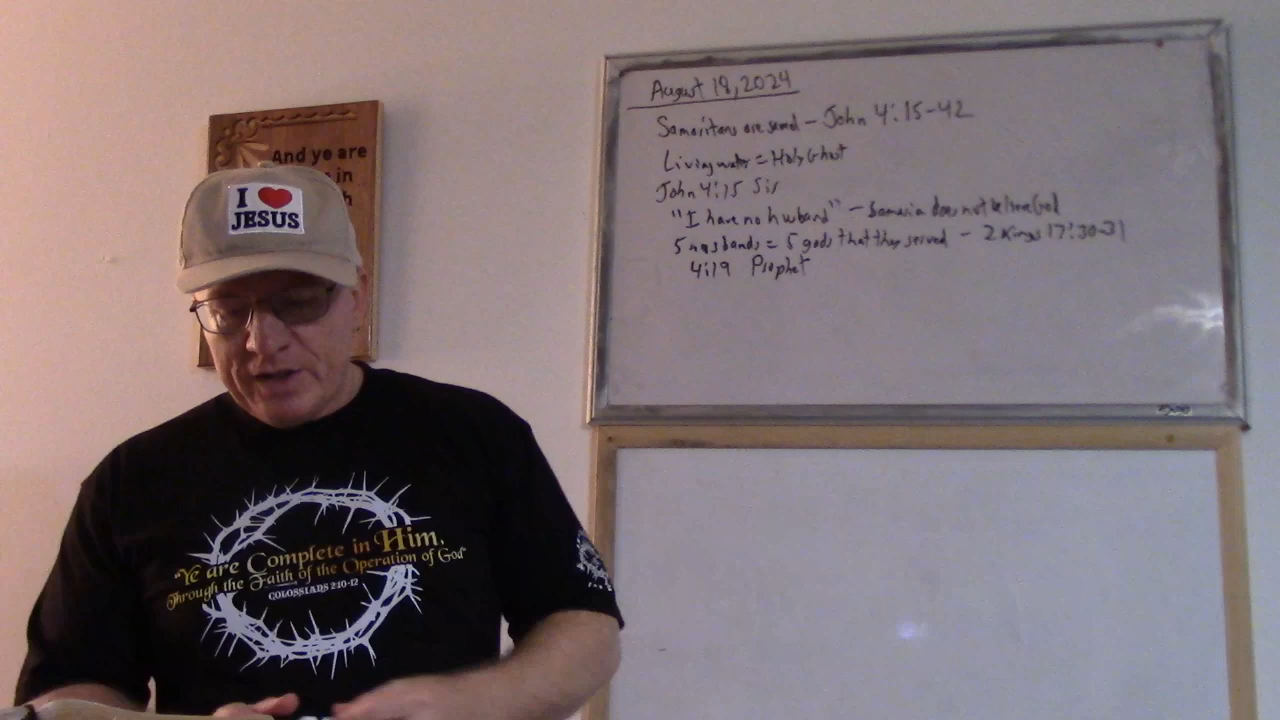 August 18, 2024
Samaritans are saved - John 4:15-42
Living water = Holy Ghost
John 4:15 Sir
"I have no husband" - Samaria does not believe God
5 husbands = 5 gods that they served - 2 Kings 17:30-31
4:19 Prophet
And ye are
in
I ❤ JESUS
"Ye are Complete in Him,
Through the Faith of the Operation of God"
COLOSSIANS 2:10-12